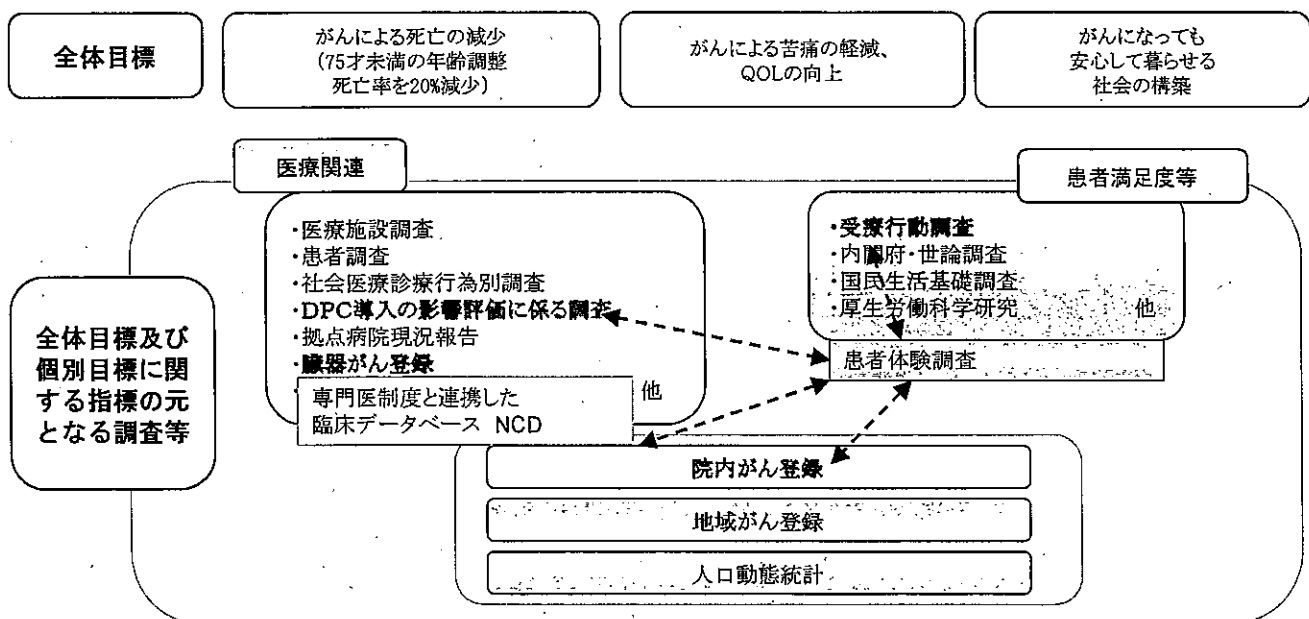 全体目標
がんによる死亡の減少
(75才未満の年齢調整
死亡率を20%減少)
がんによる苦痛の軽減、
QOLの向上
がんになっても
安心して暮らせる
社会の構築
医療関連
患者満足度等
・医療施設調査
・患者調査
・社会医療診療行為別調査
・DPC導入の影響評価に係る調査
・拠点病院現況報告
・臓器がん登録
他
専門医制度と連携した
臨床データベース NCD
・受療行動調査
・内閣府・世論調査
・国民生活基礎調査
・厚生労働科学研究 他
患者体験調査
全体目標及び
個別目標に関
する指標の元
となる調査等
院内がん登録
地域がん登録
人口動態統計